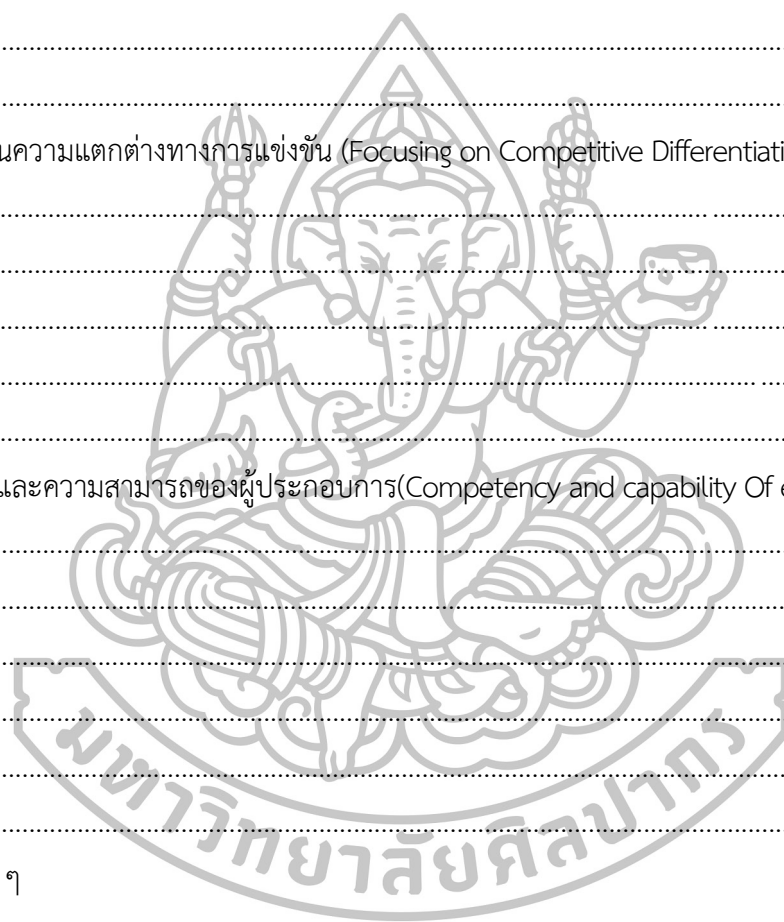 นความแตกต่างทางการแข่งขัน (Focusing on Competitive Differentiati
และความสามารถของผู้ประกอบการ(Competency and capability Of e
มหาวิทยาลัยศิลปากร
ๆ